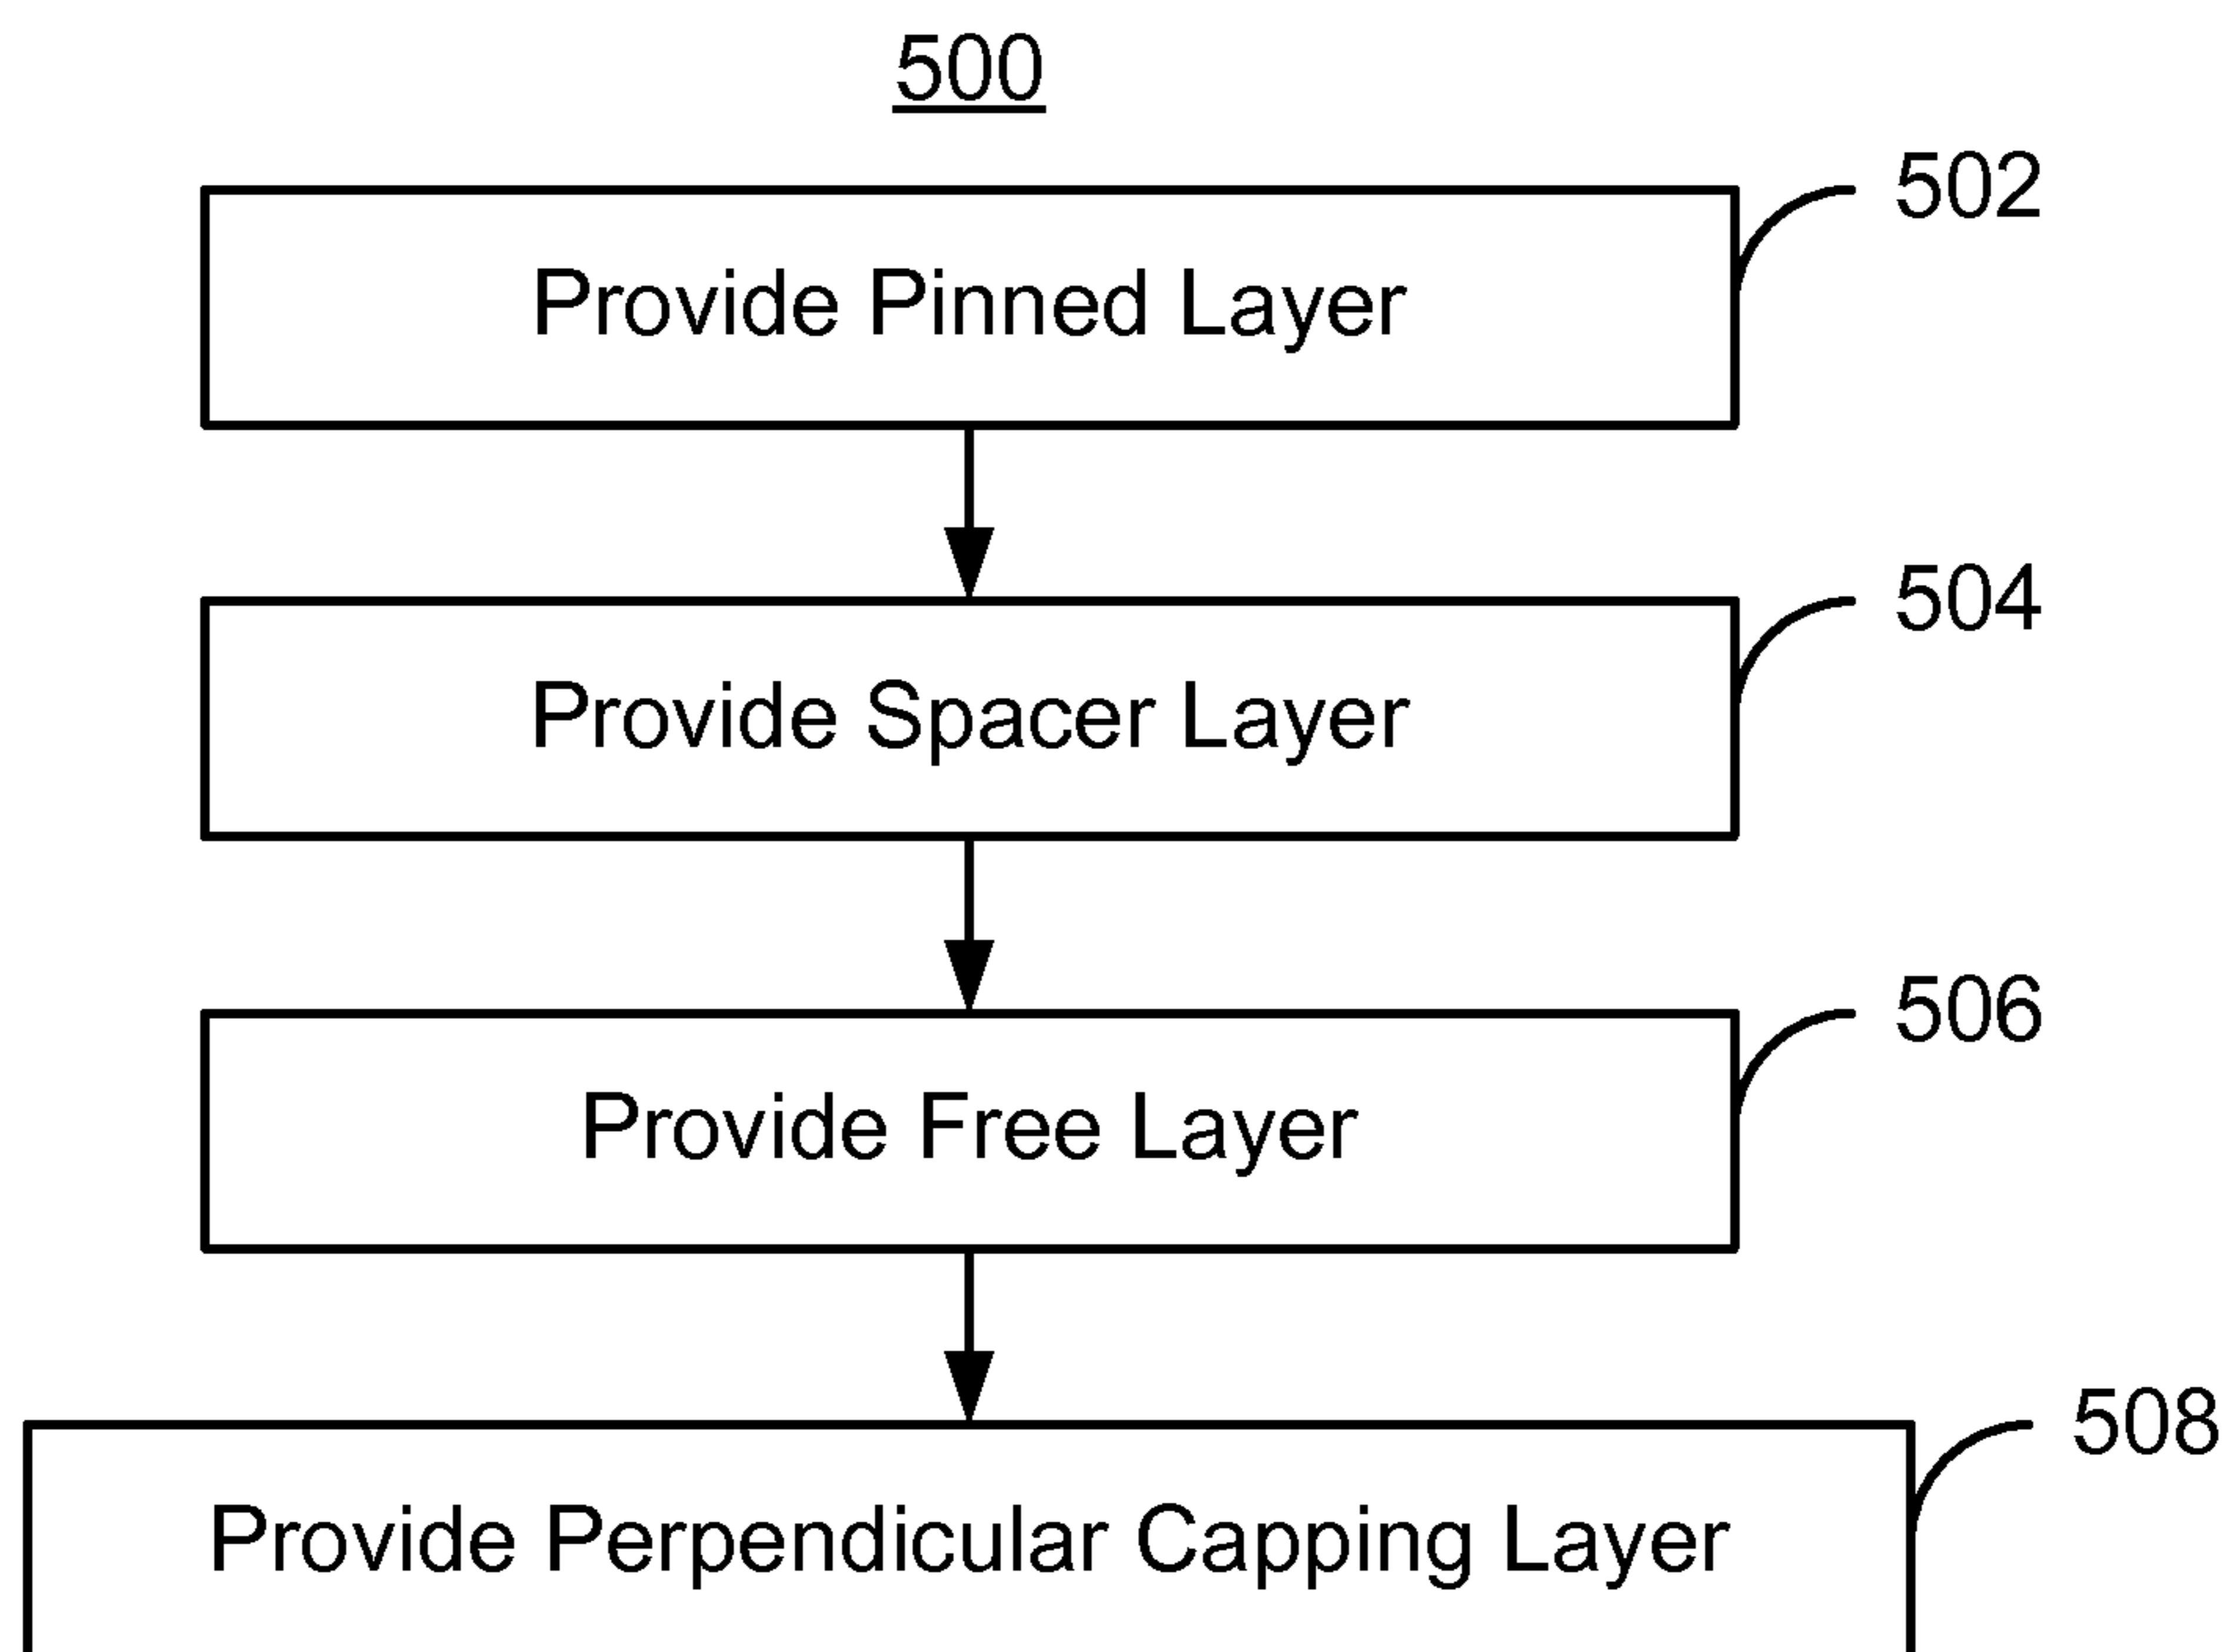 500
502
Provide Pinned Layer
504
Provide Spacer Layer
506
Provide Free Layer
508
Provide Perpendicular Capping Layer